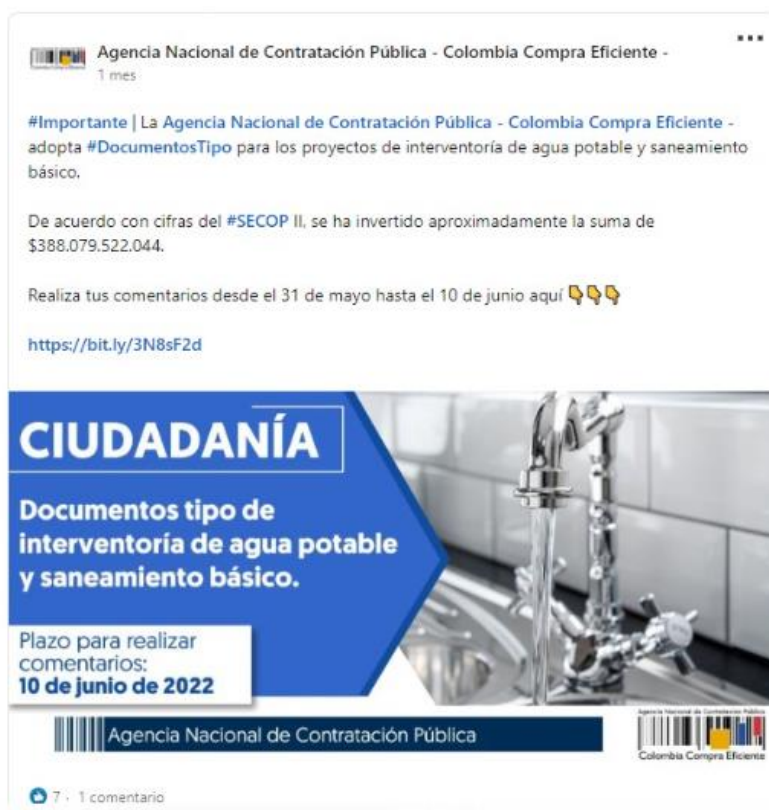 Agencia Nacional de Contratación Pública - Colombia Compra Eficiente -
1 mes
#Importante | La Agencia Nacional de Contratación Pública - Colombia Compra Eficiente -
adopta #DocumentosTipo para los proyectos de interventoría de agua potable y saneamiento
básico.
De acuerdo con cifras del #SECOP II, se ha invertido aproximadamente la suma de
$388.079.522.044.
Realiza tus comentarios desde el 31 de mayo hasta el 10 de junio aquí 👇👇👇
https://bit.ly/3N8sF2d
CIUDADANÍA
Documentos tipo de
interventoría de agua potable
y saneamiento básico.
Plazo para realizar
comentarios:
10 de junio de 2022
Agencia Nacional de Contratación Pública
Agencia Nacional de Contratación Pública
Colombia Compra Eficiente
7 · 1 comentario